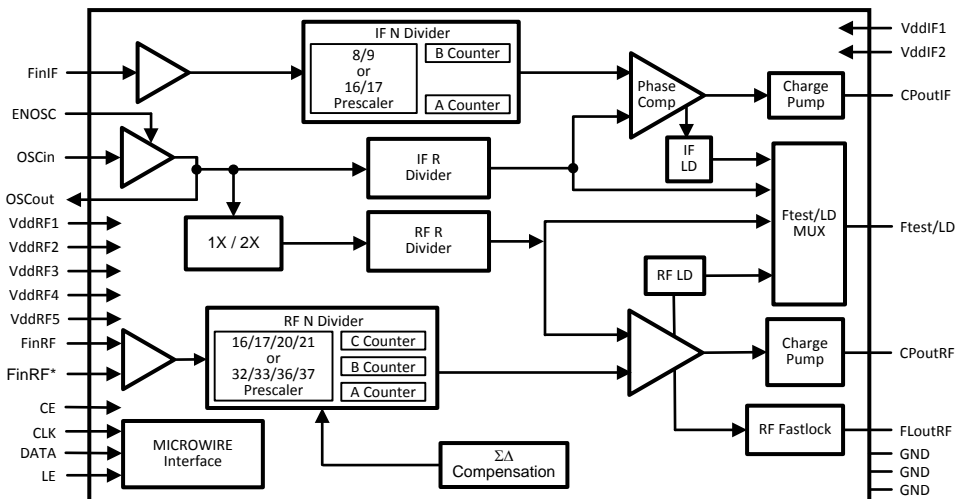 FinIF
ENOSC
OSCin
OSCout
VddRF1
VddRF2
VddRF3
VddRF4
VddRF5
FinRF
FinRF*
CE
CLK
DATA
LE
IF N Divider
8/9
or
16/17
Prescaler
B Counter
A Counter
IF R
Divider
1X / 2X
RF R
Divider
RF N Divider
16/17/20/21
or
32/33/36/37
Prescaler
C Counter
B Counter
A Counter
MICROWIRE
Interface
ΣΔ
Compensation
Phase
Comp
IF
LD
RF LD
Charge
Pump
Ftest/LD
MUX
Charge
Pump
RF Fastlock
VddIF1
VddIF2
CPoutIF
Ftest/LD
CPoutRF
FLoutRF
GND
GND
GND